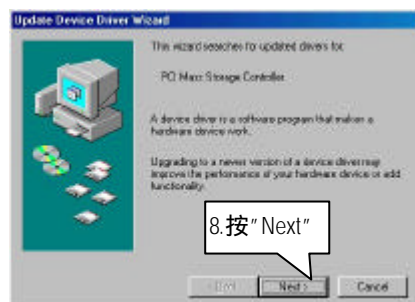 Update Device Driver Wizard
This wizard searches for updated drivers for:
PCI Mass Storage Controller
A device driver is a software program that makes a
hardware device work.
Upgrading to a newer version of a device driver may
improve the performance of your hardware device or add
functionality.
8.按" Next"
< Back
Next >
Cancel